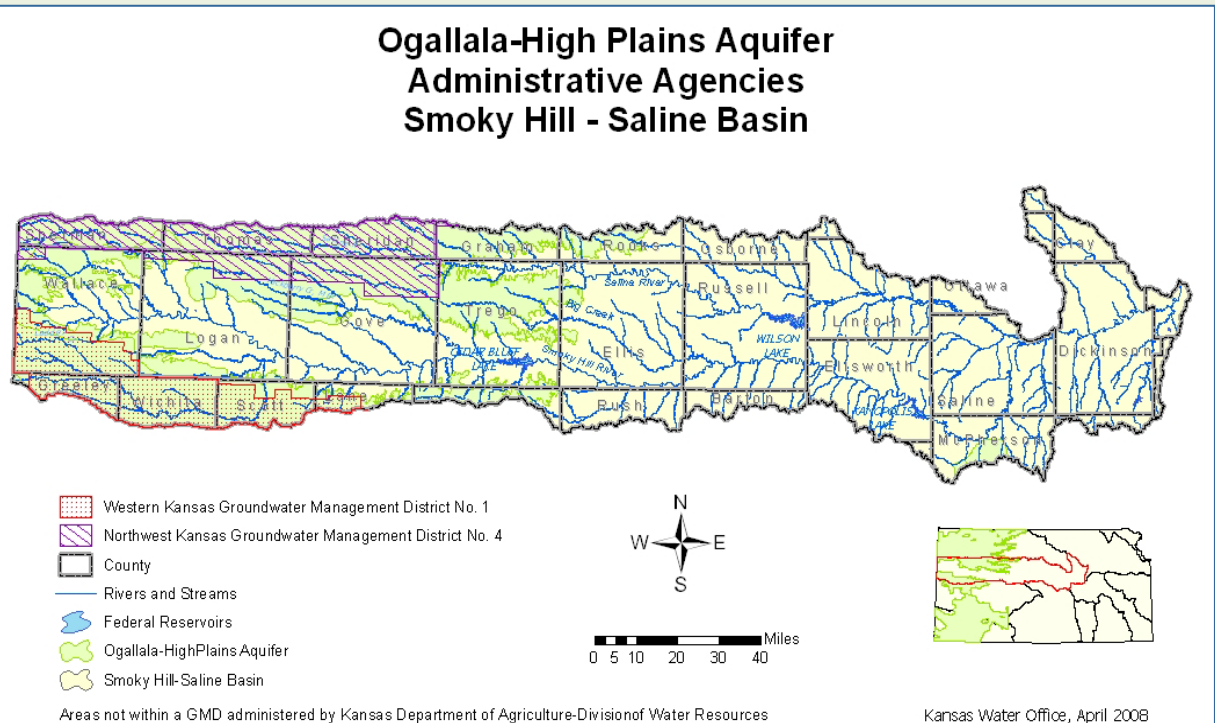 Ogallala-High Plains Aquifer
Administrative Agencies
Smoky Hill - Saline Basin
Sherman
Thomas
Sheridan
Graham
Rooks
Osborne
Clay
Wallace
Saline River
Russell
Ottawa
Trego
Big Creek
Gove
Lincoln
Logan
WILSON
LAKE
CEDAR BLUFF
LAKE
Smoky Hill River
Ellis
Dickinson
Ellsworth
Greeley
Wichita
Scott
Lane
Rush
Barton
KANOPOLIS
LAKE
Saline
McPherson
Western Kansas Groundwater Management District No. 1
Northwest Kansas Groundwater Management District No. 4
County
Rivers and Streams
Federal Reservoirs
Ogallala-HighPlains Aquifer
Smoky Hill-Saline Basin
N
W E
S
Miles
0 5 10 20 30 40
Areas not within a GMD administered by Kansas Department of Agriculture-Divisionof Water Resources
Kansas Water Office, April 2008